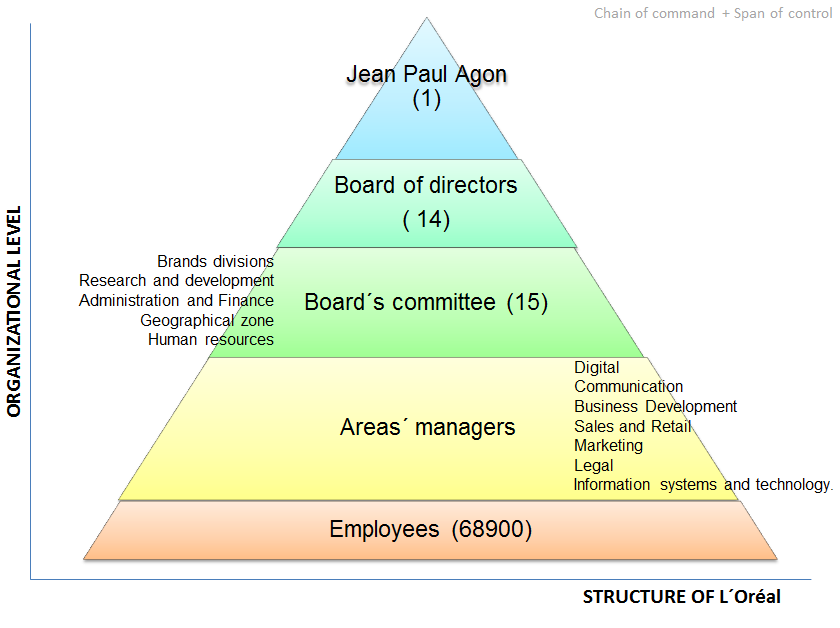 Chain of command + Span of control
Jean Paul Agon
(1)
Board of directors
( 14)
Brands divisions
Research and development
Administration and Finance
Geographical zone
Human resources
Board´s committee (15)
Digital
Communication
Business Development
Sales and Retail
Marketing
Legal
Information systems and technology.
Areas´ managers
Employees (68900)
ORGANIZATIONAL LEVEL
STRUCTURE OF L´Oréal